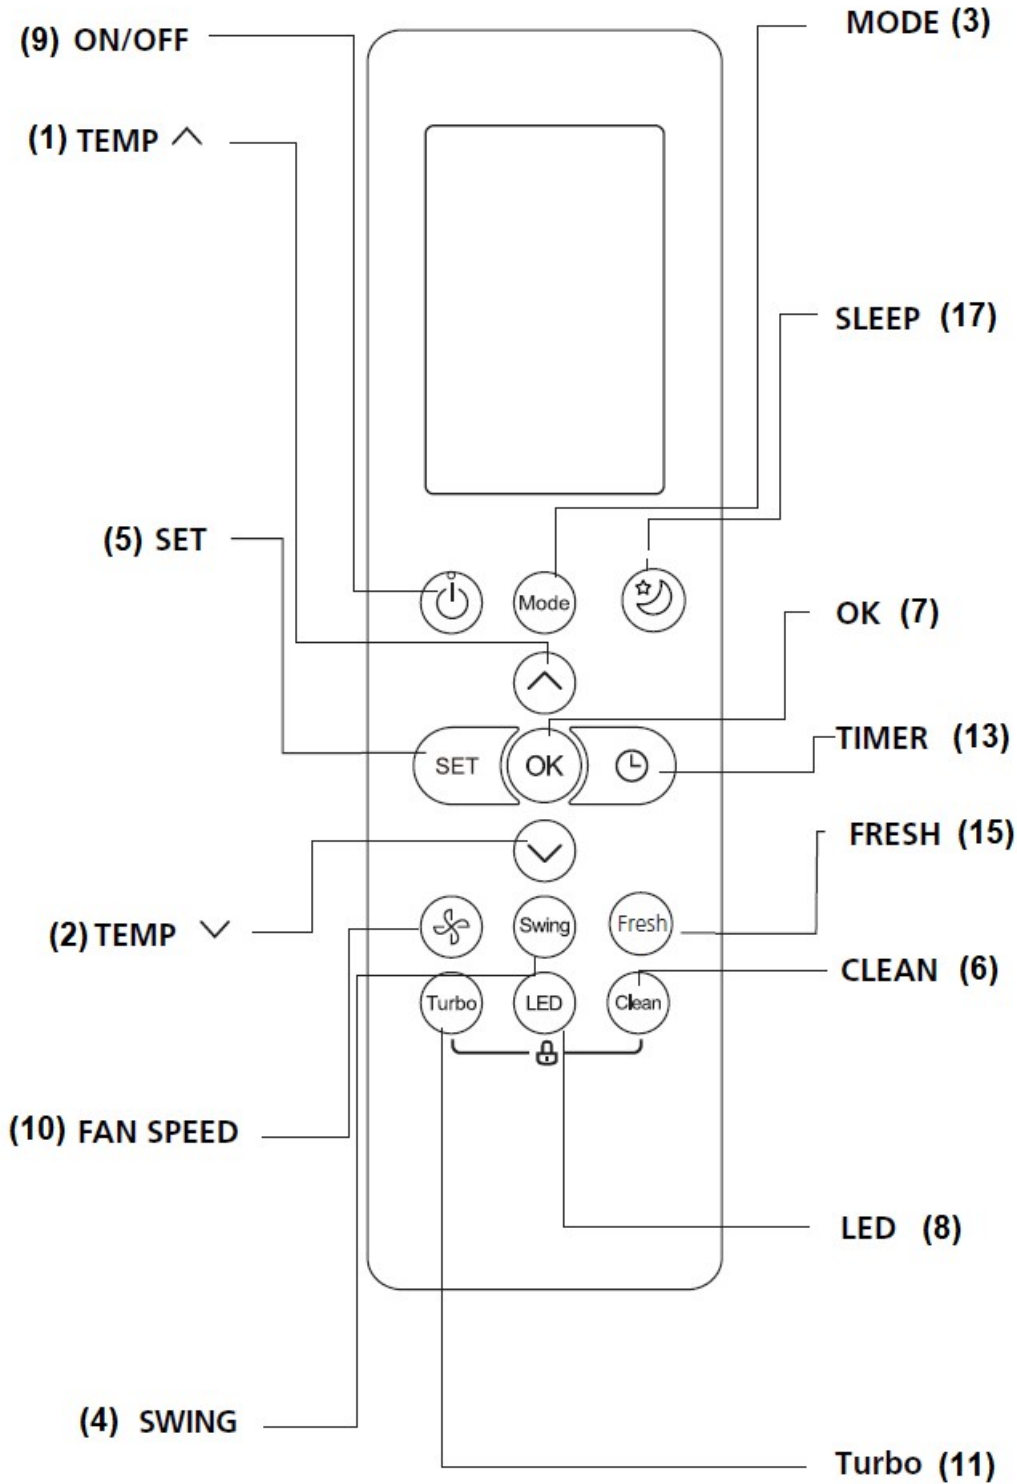 (9) ON/OFF
MODE (3)
(1) TEMP ∧
SLEEP (17)
(5) SET
Mode
OK (7)
SET
OK
TIMER (13)
FRESH (15)
(2) TEMP ∨
Swing
Fresh
CLEAN (6)
Turbo
LED
Clean
(10) FAN SPEED
LED (8)
(4) SWING
Turbo (11)